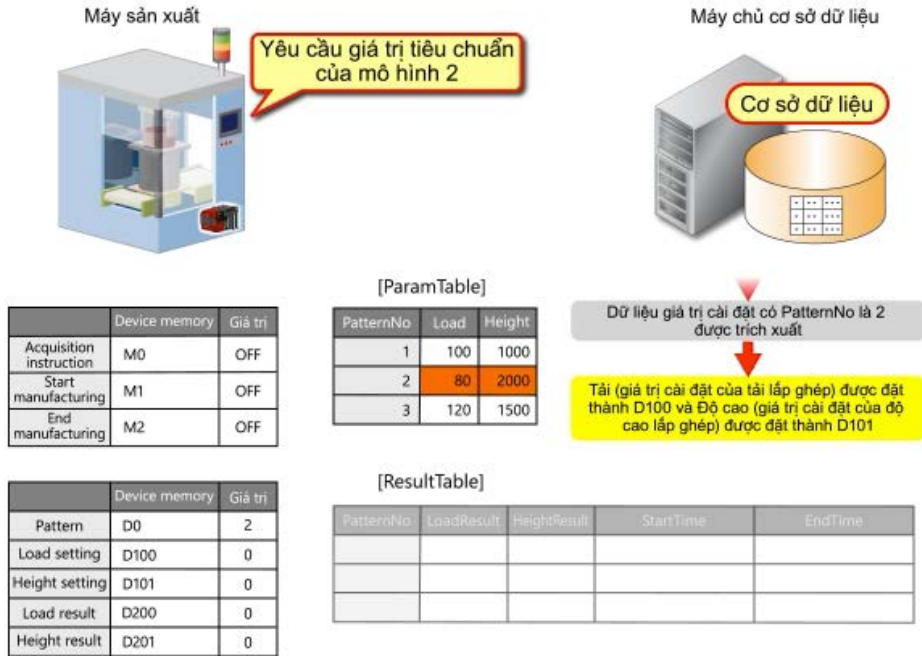 Máy sản xuất
Máy chủ cơ sở dữ liệu
Yêu cầu giá trị tiêu chuẩn
của mô hình 2
Cơ sở dữ liệu
[ParamTable]
Device memory Giá trị
Acquisition
instruction M0 OFF
Start
manufacturing M1 OFF
End
manufacturing M2 OFF
PatternNo Load Height
1 100 1000
2 80 2000
3 120 1500
Dữ liệu giá trị cài đặt có PatternNo là 2
được trích xuất
Tải (giá trị cài đặt của tải lắp ghép) được đặt
thành D100 và Độ cao (giá trị cài đặt của độ
cao lắp ghép) được đặt thành D101
Device memory Giá trị
Pattern D0 2
Load setting D100 0
Height setting D101 0
Load result D200 0
Height result D201 0
[ResultTable]
PatternNo LoadResult HeightResult StartTime EndTime